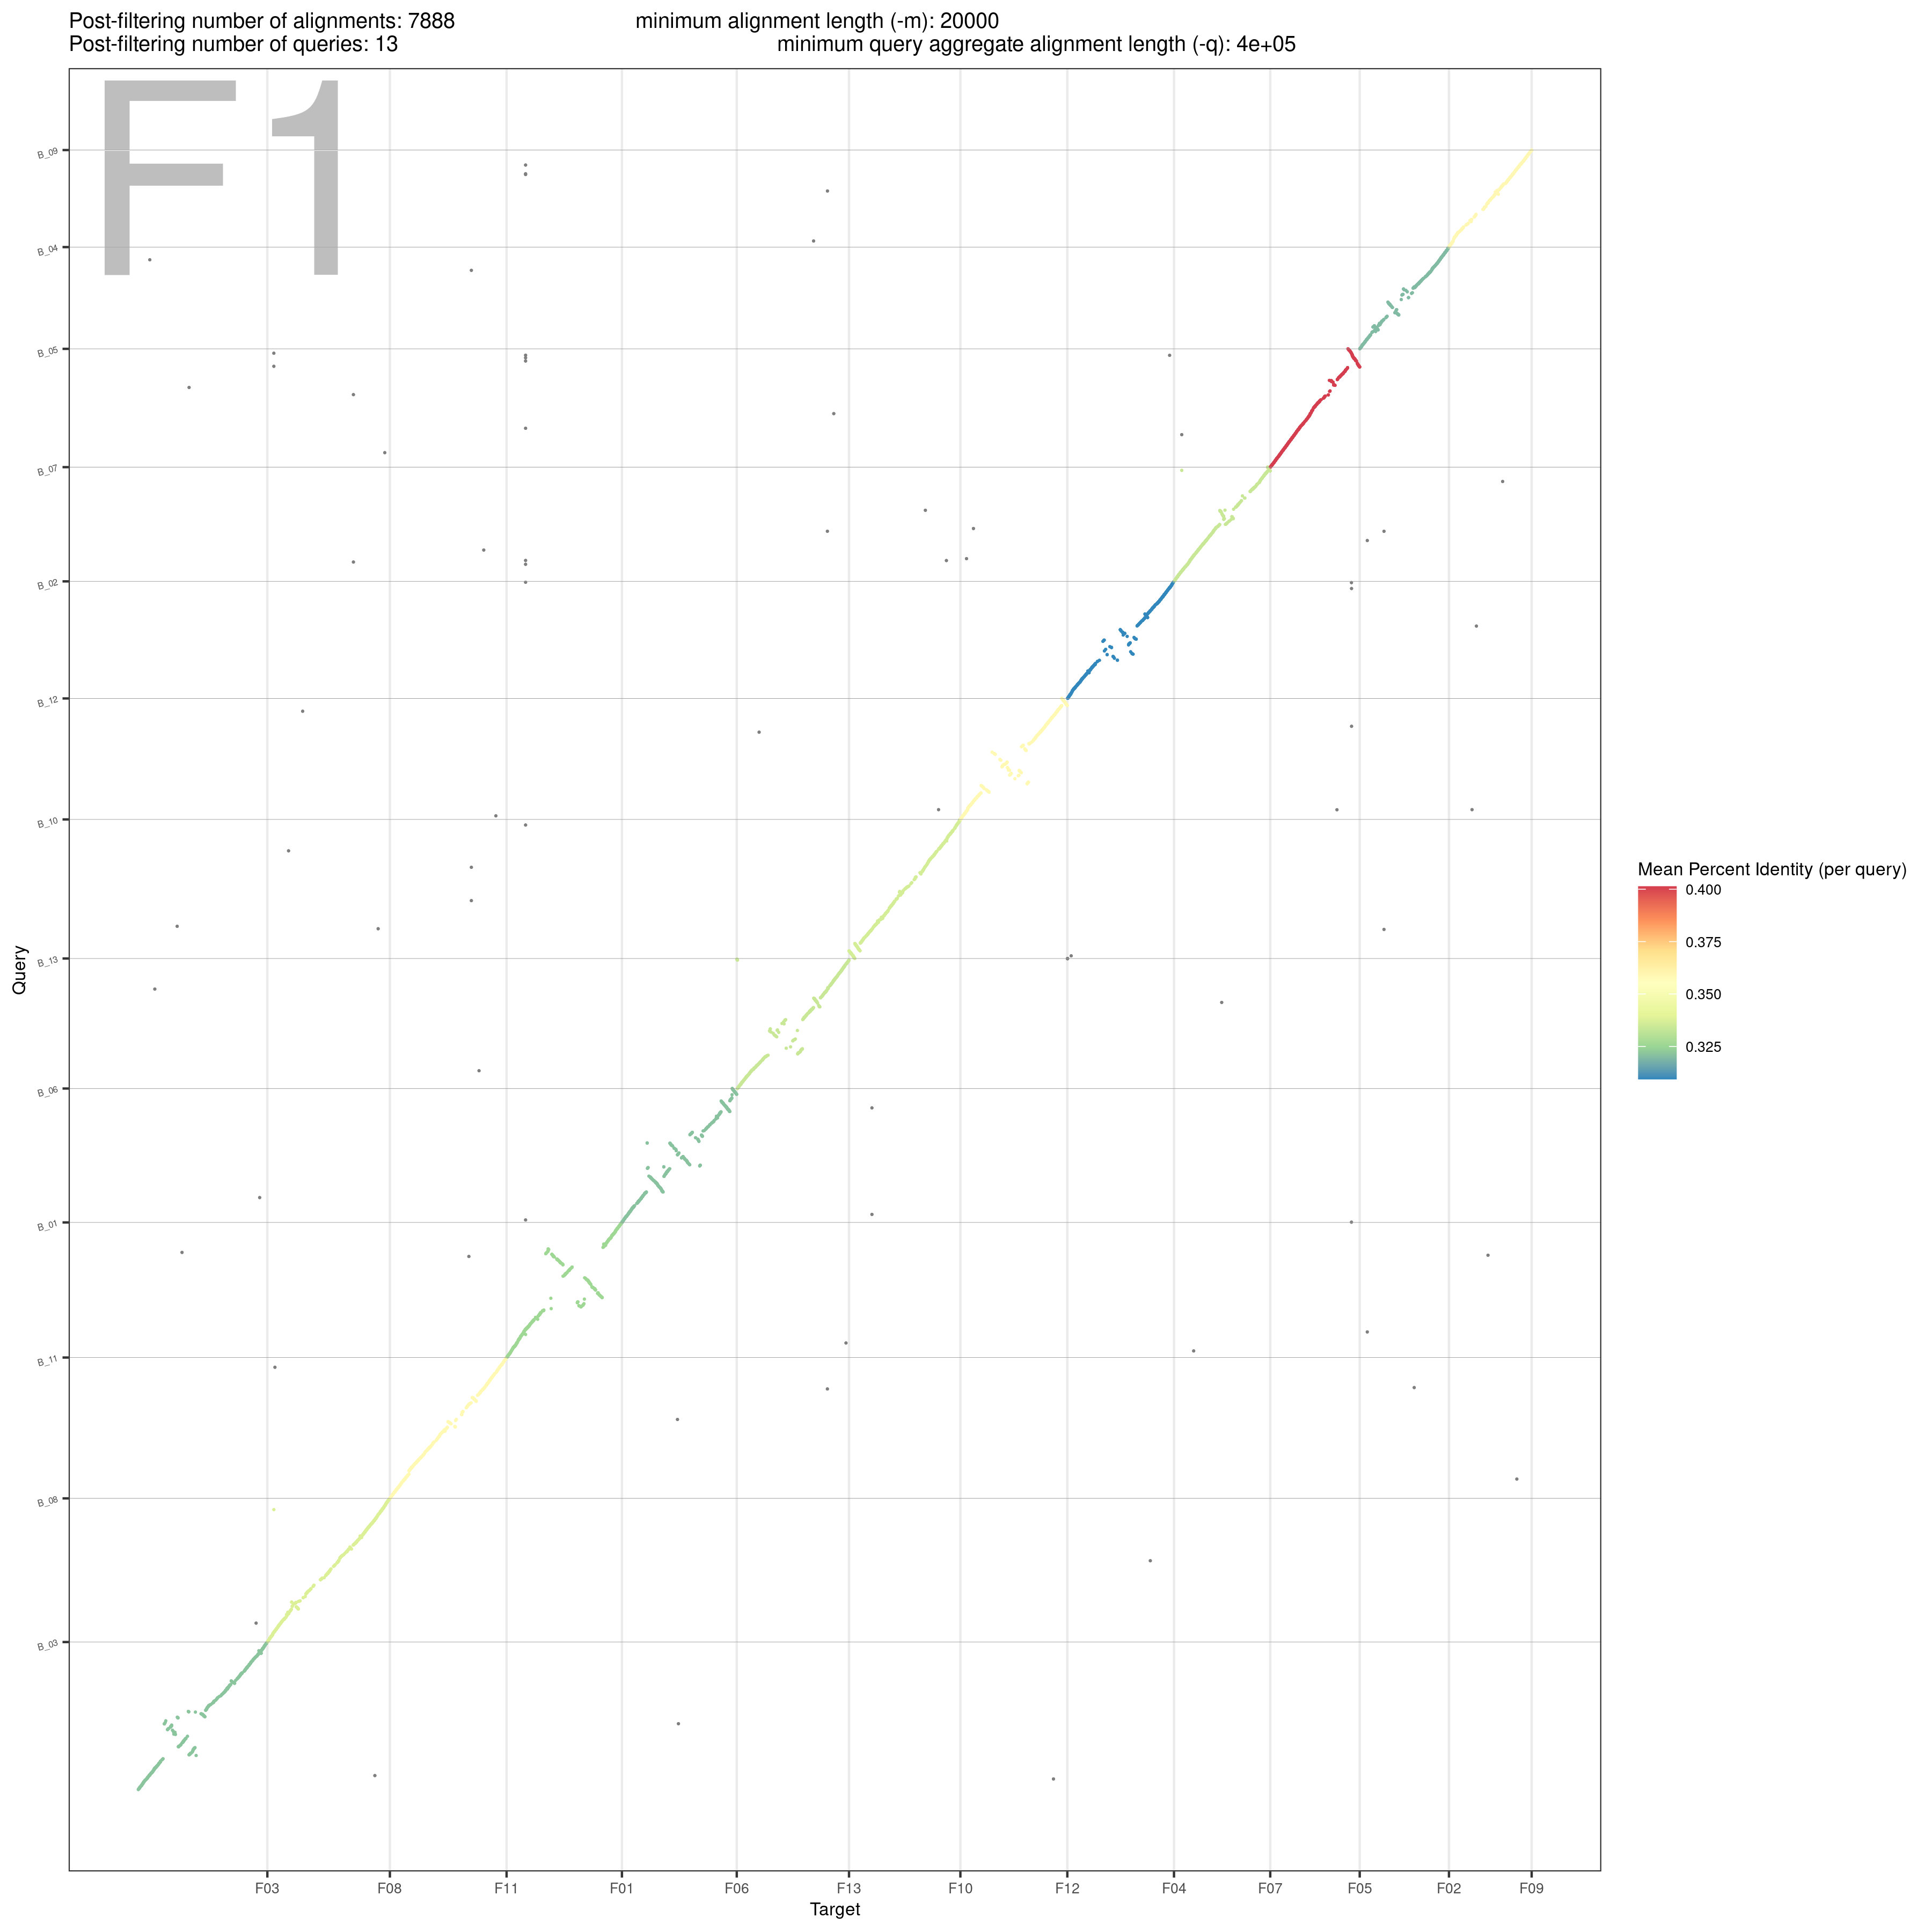 Post-filtering number of alignments: 7888 minimum alignment length (-m): 20000
Post-filtering number of queries: 13 minimum query aggregate alignment length (-q): 4e+05
F1
B_09
B_04
B_05
B_07
B_02
B_12
B_10
B_13
B_06
B_01
B_11
B_08
B_03
Query
F03 F08 F11 F01 F06 F13 F10 F12 F04 F07 F05 F02 F09
Target
Mean Percent Identity (per query)
0.400
0.375
0.350
0.325